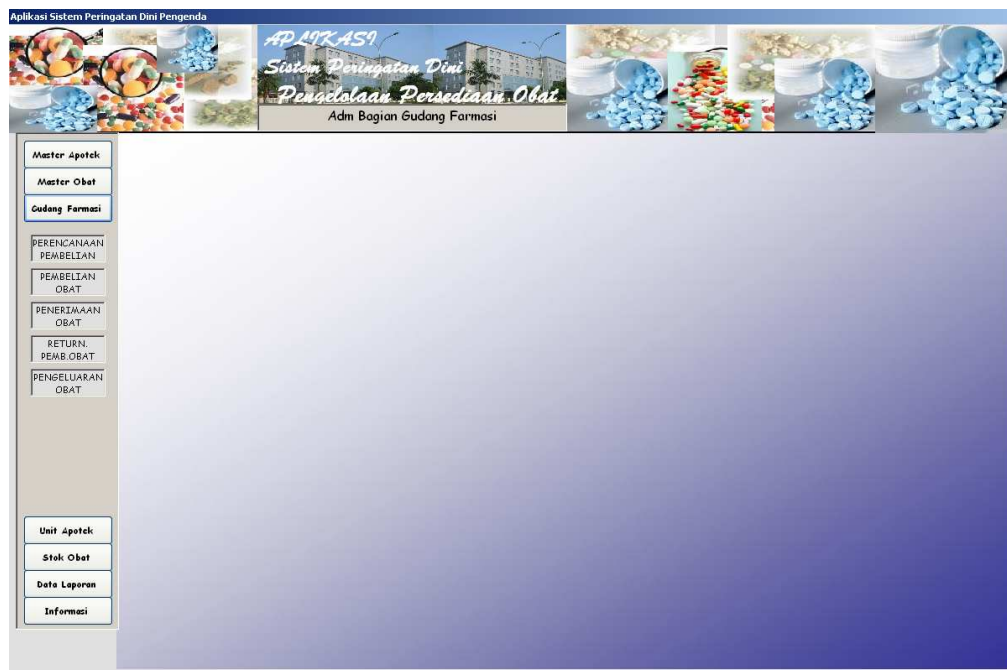 Aplikasi Sistem Peringatan Dini Pengenda
APLIKASI
Sistem Peringatan Dini
Pengelolaan Persediaan Obat
Adm Bagian Gudang Farmasi
Master Apotek
Master Obat
Gudang Farmasi
PERENCANAAN
PEMBELIAN
PEMBELIAN
OBAT
PENERIMAAN
OBAT
RETURN.
PEMB.OBAT
PENGELUARAN
OBAT
Unit Apotek
Stok Obat
Data Laporan
Informasi